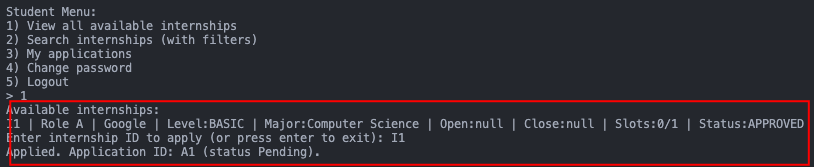 Student Menu:
1) View all available internships
2) Search internships (with filters)
3) My applications
4) Change password
5) Logout
> 1
Available internships:
I1 | Role A | Google | Level:BASIC | Major:Computer Science | Open:null | Close:null | Slots:0/1 | Status:APPROVED
Enter internship ID to apply (or press enter to exit): I1
Applied. Application ID: A1 (status Pending).